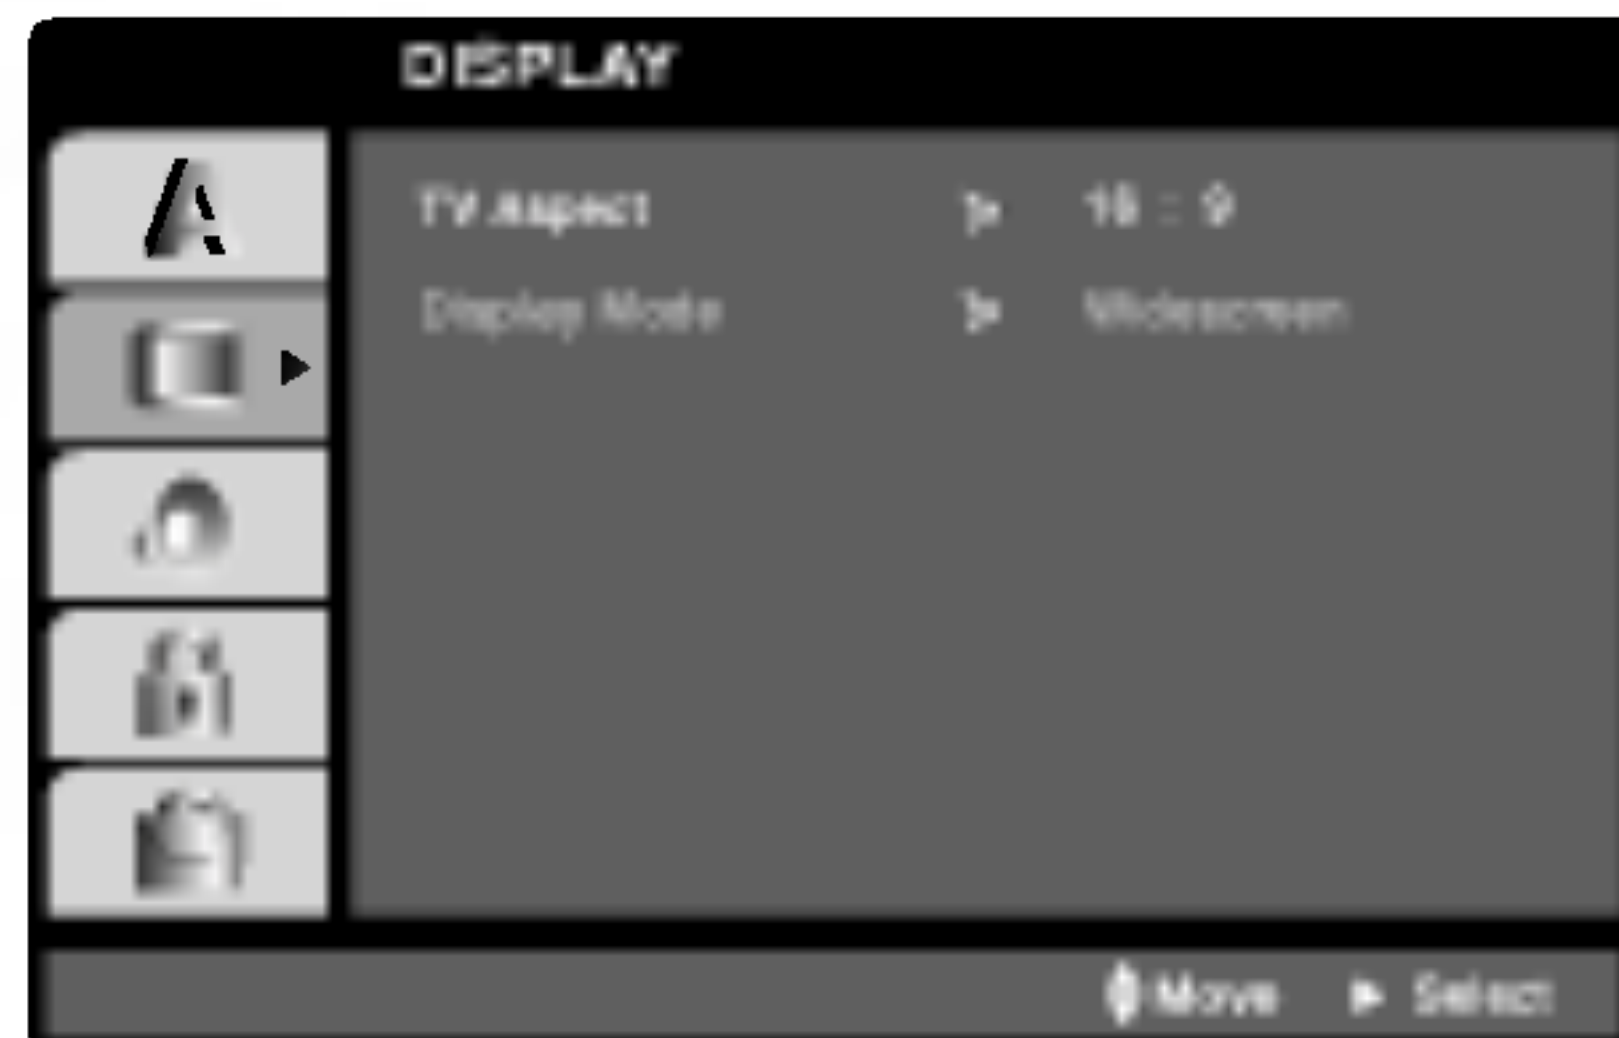 DISPLAY
A
TV Aspect 16 : 9
Display Mode Widescreen
Move Select